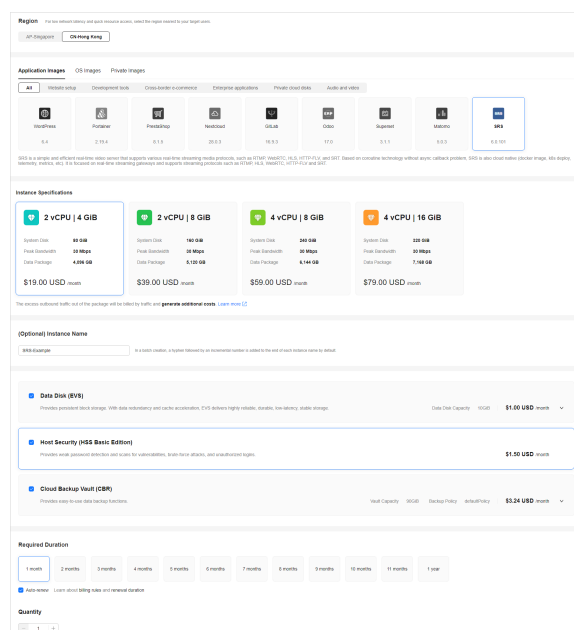 Region For low network latency and quick resource access, select the region nearest to your target users.
AP-Singapore CN-Hong Kong
Application Images OS Images Private Images
All Website setup Development tools Cross-border e-commerce Enterprise applications Private cloud disks Audio and video
WordPress Portainer PrestaShop Nextcloud GitLab Odoo Superset Matomo SRS
6.4 2.19.4 8.1.5 28.0.3 16.9.0 17.0 3.1.1 5.0.3
SRS is a simple and efficient real-time video server that supports various real-time streaming media protocols, such as RTMP, WebRTC, HLS, HTTP-FLV, and SRT. Based on coroutine technology without async callback problem. SRS is also cloud native (docker image, k8s deploy,
telemetry, metrics, etc). It is focused on real-time streaming gateways and supports streaming protocols such as RTMP, HLS, WebRTC, HTTP-FLV and SRT.
Instance Specifications
2 vCPU | 4 GiB 2 vCPU | 8 GiB 4 vCPU | 8 GiB 4 vCPU | 16 GiB
System Disk 80 GiB System Disk 160 GiB System Disk 240 GiB System Disk 320 GiB
Peak Bandwidth 30 Mbps Peak Bandwidth 30 Mbps Peak Bandwidth 30 Mbps Peak Bandwidth 30 Mbps
Data Package 4,096 GB Data Package 5,120 GB Data Package 6,144 GB Data Package 7,168 GB
$19.00 USD /month $39.00 USD /month $59.00 USD /month $79.00 USD /month
The excess outbound traffic out of the package will be billed by traffic and generate additional costs. Learn more
(Optional) Instance Name
SRS-Example In a batch creation, a hyphen followed by an incremental number is added to the end of each instance name by default.
Data Disk (EVS)
Provides persistent block storage. With data redundancy and cache acceleration, EVS delivers highly reliable, durable, low-latency, stable storage. Data Disk Capacity 10GiB $1.00 USD /month
Host Security (HSS Basic Edition)
Provides weak password detection and scans for vulnerabilities, brute-force attacks, and unauthorized logins. $1.50 USD /month
Cloud Backup Vault (CBR)
Provides easy-to-use data backup functions. Vault Capacity Backup Policy defaultPolicy $3.24 USD /month
Required Duration
1 month 2 months 3 months 4 months 5 months 6 months 7 months 8 months 9 months 10 months 11 months 1 year
Auto-renew Learn about billing rules and renewal duration
Quantity
- 1 +